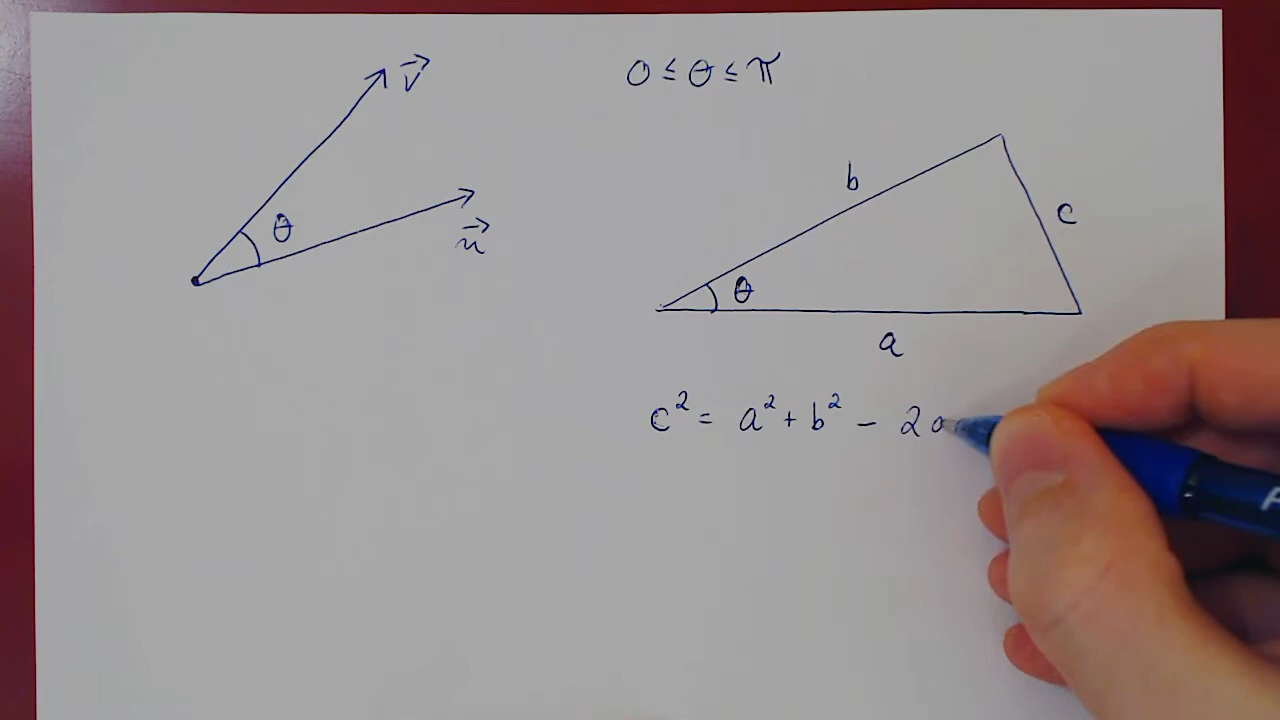 v⃗
θ
u⃗
0 ≤ θ ≤ π
b
c
θ
a
c² = a² + b² − 2a